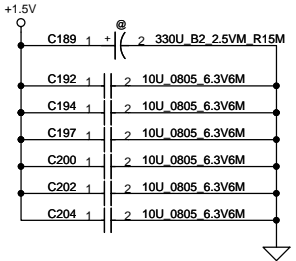 +1.5V
@
C189 1 + 2 330U_B2_2.5VM_R15M
C192 1 2 10U_0805_6.3V6M
C194 1 2 10U_0805_6.3V6M
C197 1 2 10U_0805_6.3V6M
C200 1 2 10U_0805_6.3V6M
C202 1 2 10U_0805_6.3V6M
C204 1 2 10U_0805_6.3V6M